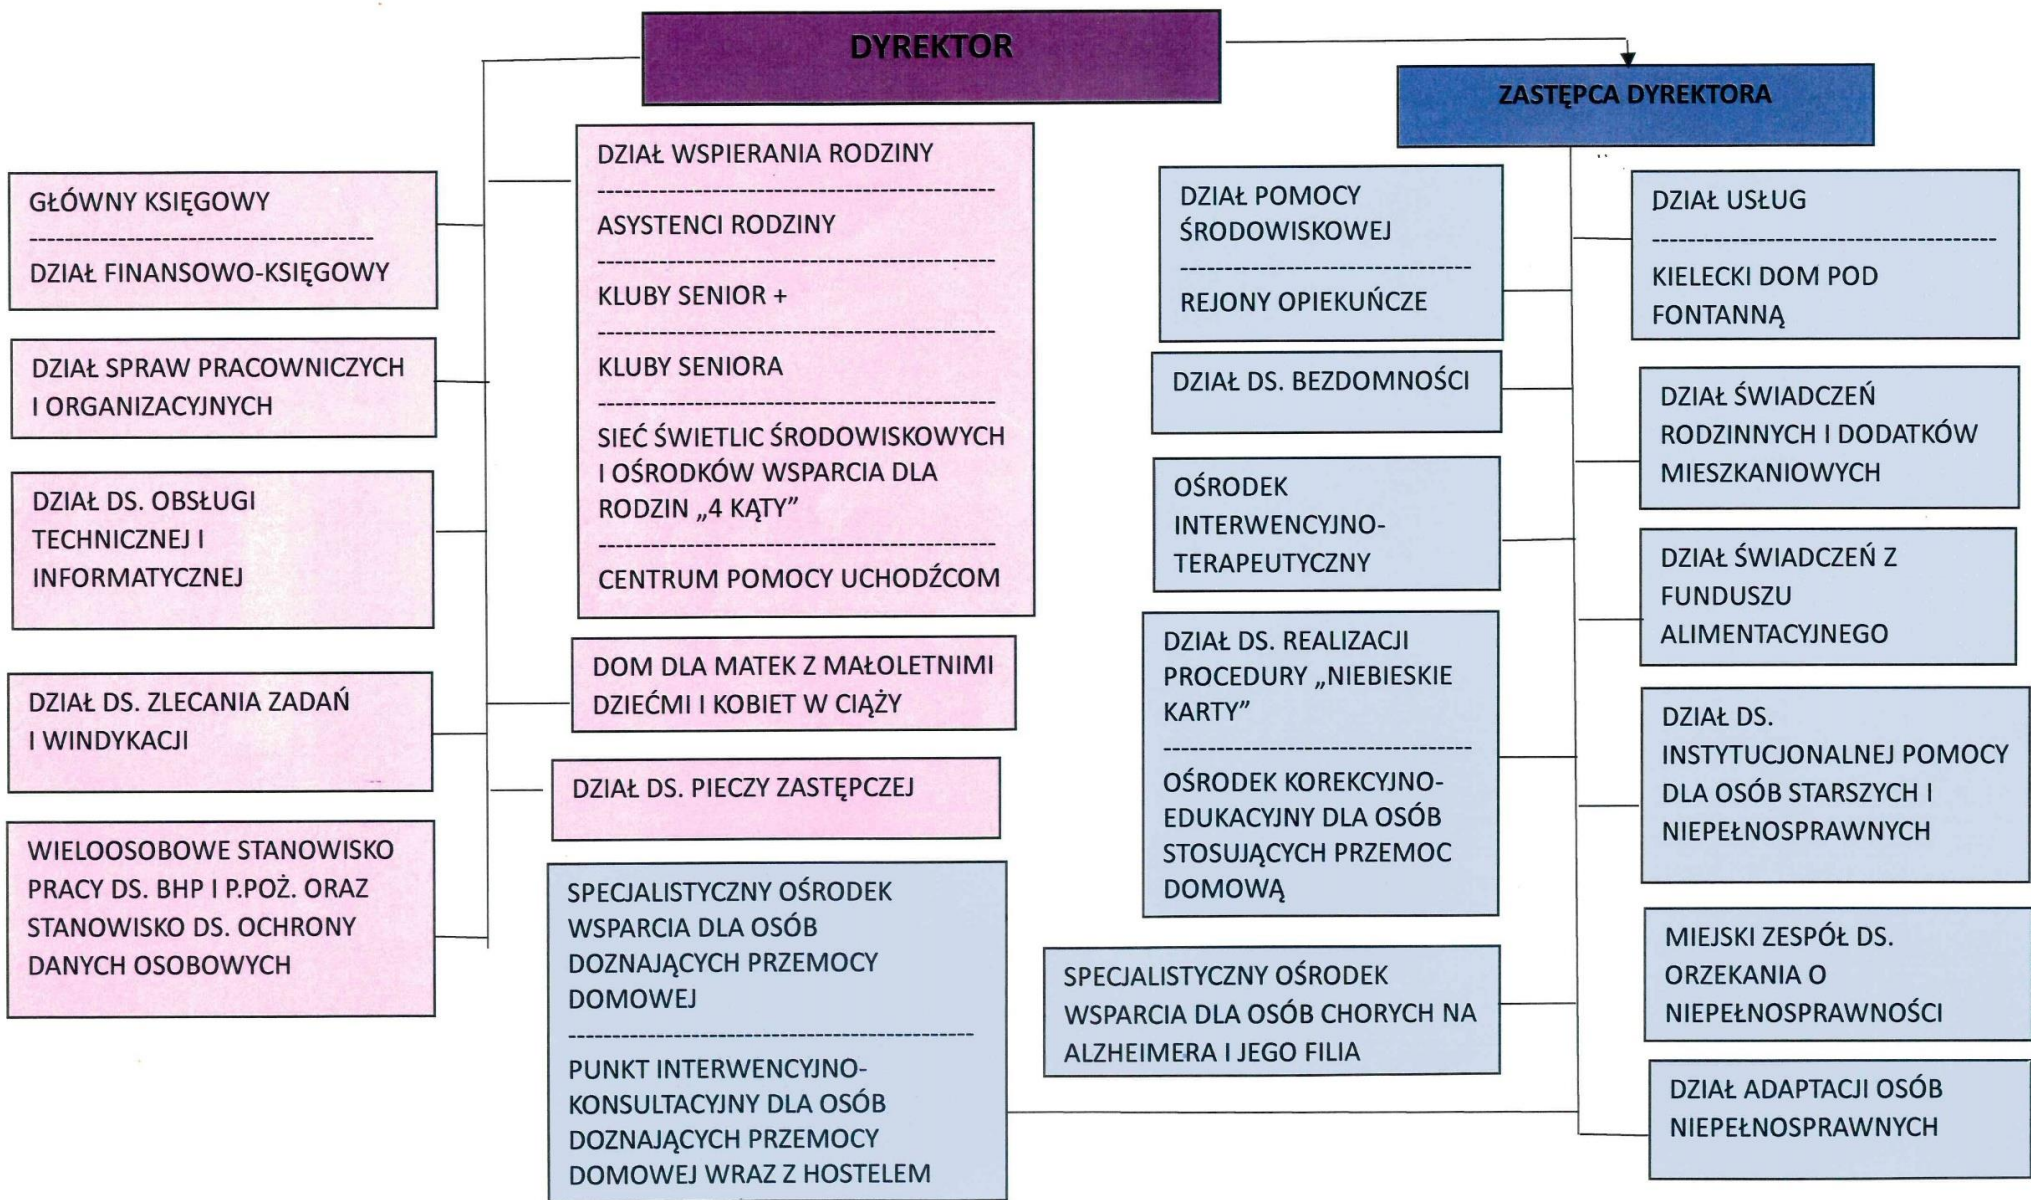 DYREKTOR
ZASTĘPCA DYREKTORA
GŁÓWNY KSIĘGOWY
---------------------------------------
DZIAŁ FINANSOWO-KSIĘGOWY
DZIAŁ SPRAW PRACOWNICZYCH
I ORGANIZACYJNYCH
DZIAŁ DS. OBSŁUGI
TECHNICZNEJ I
INFORMATYCZNEJ
DZIAŁ DS. ZLECANIA ZADAŃ
I WINDYKACJI
WIELOOSOBOWE STANOWISKO
PRACY DS. BHP I P.POŻ. ORAZ
STANOWISKO DS. OCHRONY
DANYCH OSOBOWYCH
DZIAŁ WSPIERANIA RODZINY
---------------------------------------------
ASYSTENCI RODZINY
---------------------------------------------
KLUBY SENIOR +
---------------------------------------------
KLUBY SENIORA
---------------------------------------------
SIEĆ ŚWIETLIC ŚRODOWISKOWYCH
I OŚRODKÓW WSPARCIA DLA
RODZIN „4 KĄTY”
---------------------------------------------
CENTRUM POMOCY UCHODŹCOM
DOM DLA MATEK Z MAŁOLETNIMI
DZIEĆMI I KOBIET W CIĄŻY
DZIAŁ DS. PIECZY ZASTĘPCZEJ
SPECJALISTYCZNY OŚRODEK
WSPARCIA DLA OSÓB
DOZNAJĄCYCH PRZEMOCY
DOMOWEJ
----------------------------------------------
PUNKT INTERWENCYJNO-
KONSULTACYJNY DLA OSÓB
DOZNAJĄCYCH PRZEMOCY
DOMOWEJ WRAZ Z HOSTELEM
DZIAŁ POMOCY
ŚRODOWISKOWEJ
---------------------------------
REJONY OPIEKUŃCZE
DZIAŁ DS. BEZDOMNOŚCI
OŚRODEK
INTERWENCYJNO-
TERAPEUTYCZNY
DZIAŁ DS. REALIZACJI
PROCEDURY „NIEBIESKIE
KARTY”
-----------------------------------
OŚRODEK KOREKCYJNO-
EDUKACYJNY DLA OSÓB
STOSUJĄCYCH PRZEMOC
DOMOWĄ
SPECJALISTYCZNY OŚRODEK
WSPARCIA DLA OSÓB CHORYCH NA
ALZHEIMERA I JEGO FILIA
DZIAŁ USŁUG
---------------------------------------
KIELECKI DOM POD
FONTANNĄ
DZIAŁ ŚWIADCZEŃ
RODZINNYCH I DODATKÓW
MIESZKANIOWYCH
DZIAŁ ŚWIADCZEŃ Z
FUNDUSZU
ALIMENTACYJNEGO
DZIAŁ DS.
INSTYTUCJONALNEJ POMOCY
DLA OSÓB STARSZYCH I
NIEPEŁNOSPRAWNYCH
MIEJSKI ZESPÓŁ DS.
ORZEKANIA O
NIEPEŁNOSPRAWNOŚCI
DZIAŁ ADAPTACJI OSÓB
NIEPEŁNOSPRAWNYCH